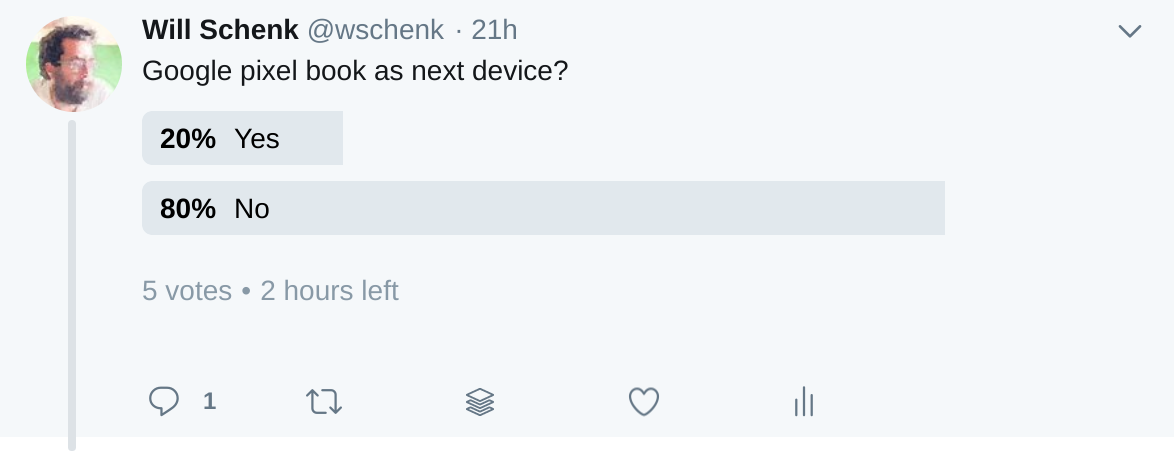 Will Schenk @wschenk · 21h
Google pixel book as next device?
20% Yes
80% No
5 votes • 2 hours left
1